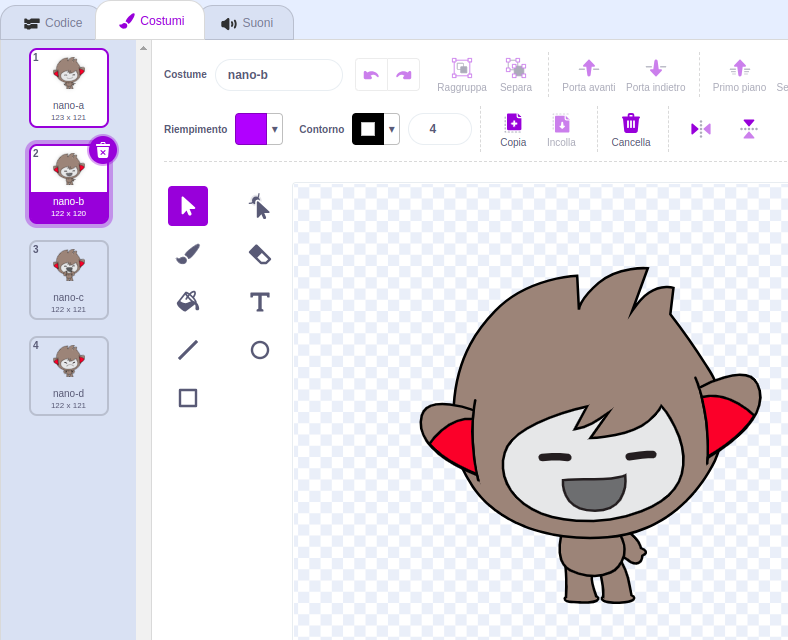 Codice
Costumi
Suoni
1
nano-a
123 x 121
2
nano-b
122 x 120
3
nano-c
122 x 121
4
nano-d
122 x 121
Costume
nano-b
Raggruppa
Separa
Porta avanti
Porta indietro
Primo piano
Se
Riempimento
Contorno
4
Copia
Incolla
Cancella
T